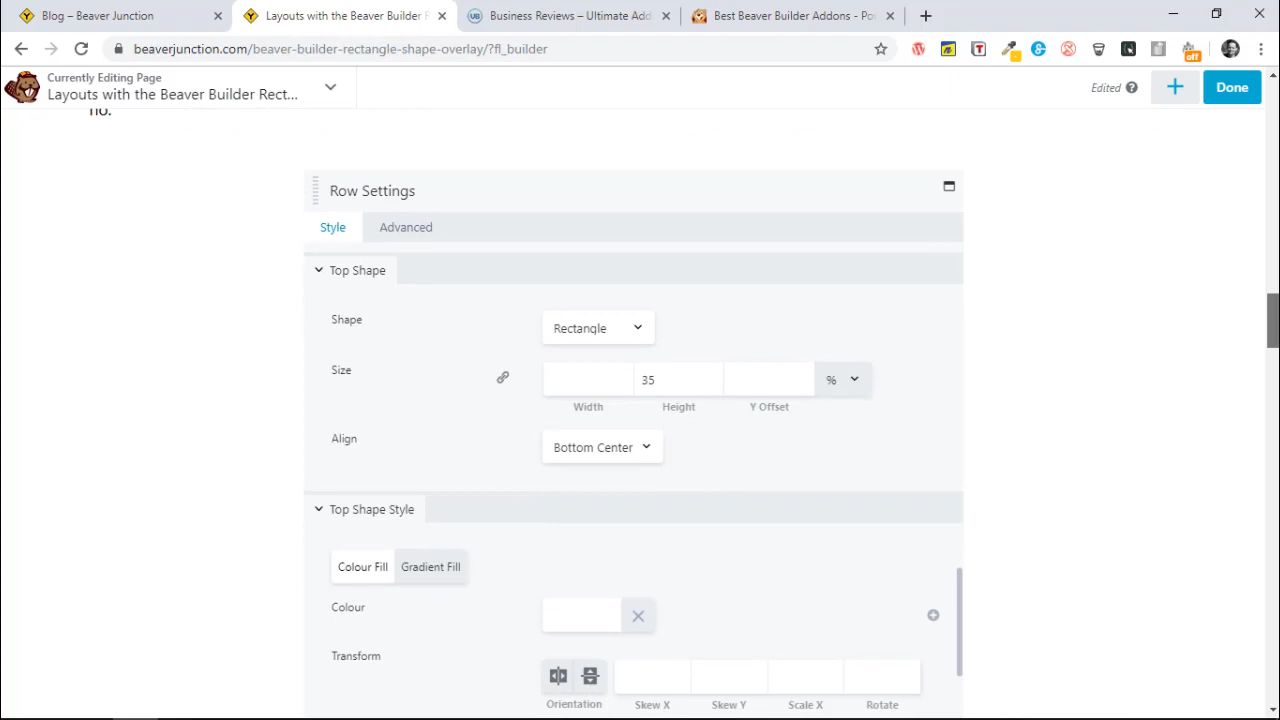 Blog – Beaver Junction
Layouts with the Beaver Builder R
Business Reviews – Ultimate Add
Best Beaver Builder Addons - Po
beaverjunction.com/beaver-builder-rectangle-shape-overlay/?fl_builder
off
Currently Editing Page
Layouts with the Beaver Builder Rect...
Edited
Done
no.
Row Settings
Style
Advanced
Top Shape
Shape
Rectangle
Size
35
%
Width
Height
Y Offset
Align
Bottom Center
Top Shape Style
Colour Fill
Gradient Fill
Colour
Transform
Orientation
Skew X
Skew Y
Scale X
Rotate